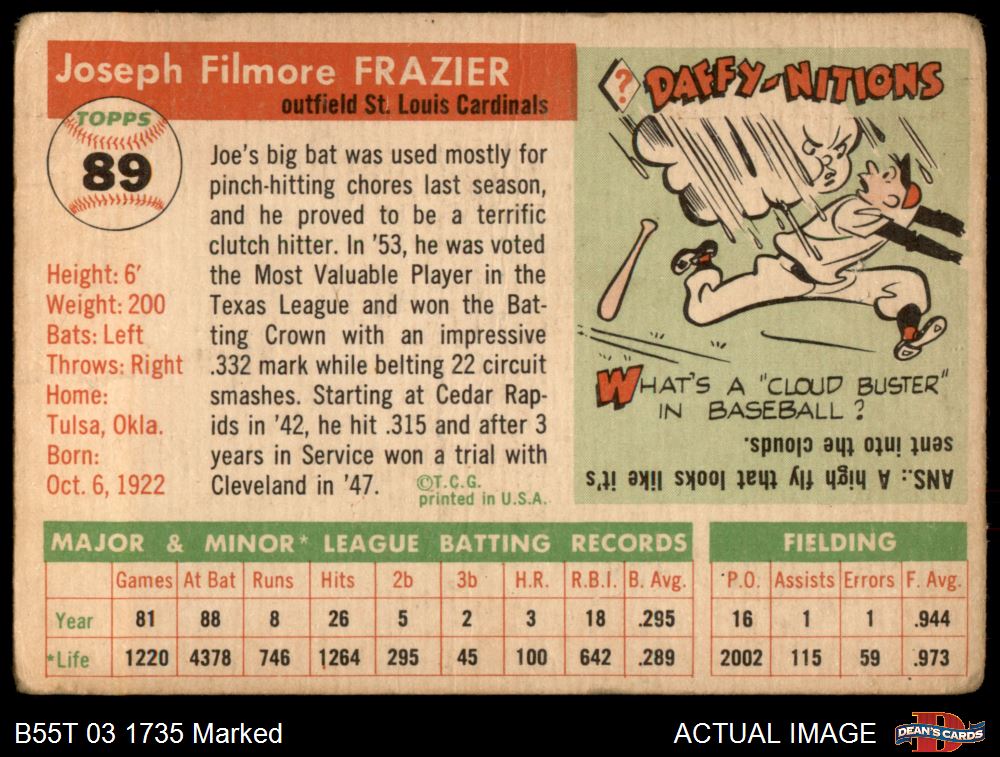 Joseph Filmore FRAZIER
outfield St. Louis Cardinals
TOPPS
89
Height: 6'
Weight: 200
Bats: Left
Throws: Right
Home:
Tulsa, Okla.
Born:
Oct. 6, 1922
Joe's big bat was used mostly for
pinch-hitting chores last season,
and he proved to be a terrific
clutch hitter. In '53, he was voted
the Most Valuable Player in the
Texas League and won the Bat-
ting Crown with an impressive
.332 mark while belting 22 circuit
smashes. Starting at Cedar Rap-
ids in '42, he hit .315 and after 3
years in Service won a trial with
Cleveland in '47.
©T.C.G.
printed in U.S.A.
?
DAFFY-NITIONS
WHAT'S A "CLOUD BUSTER"
IN BASEBALL?
ANS.: A high fly that looks like it's
sent into the clouds.
MAJOR & MINOR* LEAGUE BATTING RECORDS
Games At Bat Runs Hits 2b 3b H.R. R.B.I. B. Avg.
Year 81 88 8 26 5 2 3 18 .295
*Life 1220 4378 746 1264 295 45 100 642 .289
FIELDING
P.O. Assists Errors F. Avg.
16 1 1 .944
2002 115 59 .973
B55T 03 1735 Marked
ACTUAL IMAGE
D
DEAN'S CARDS